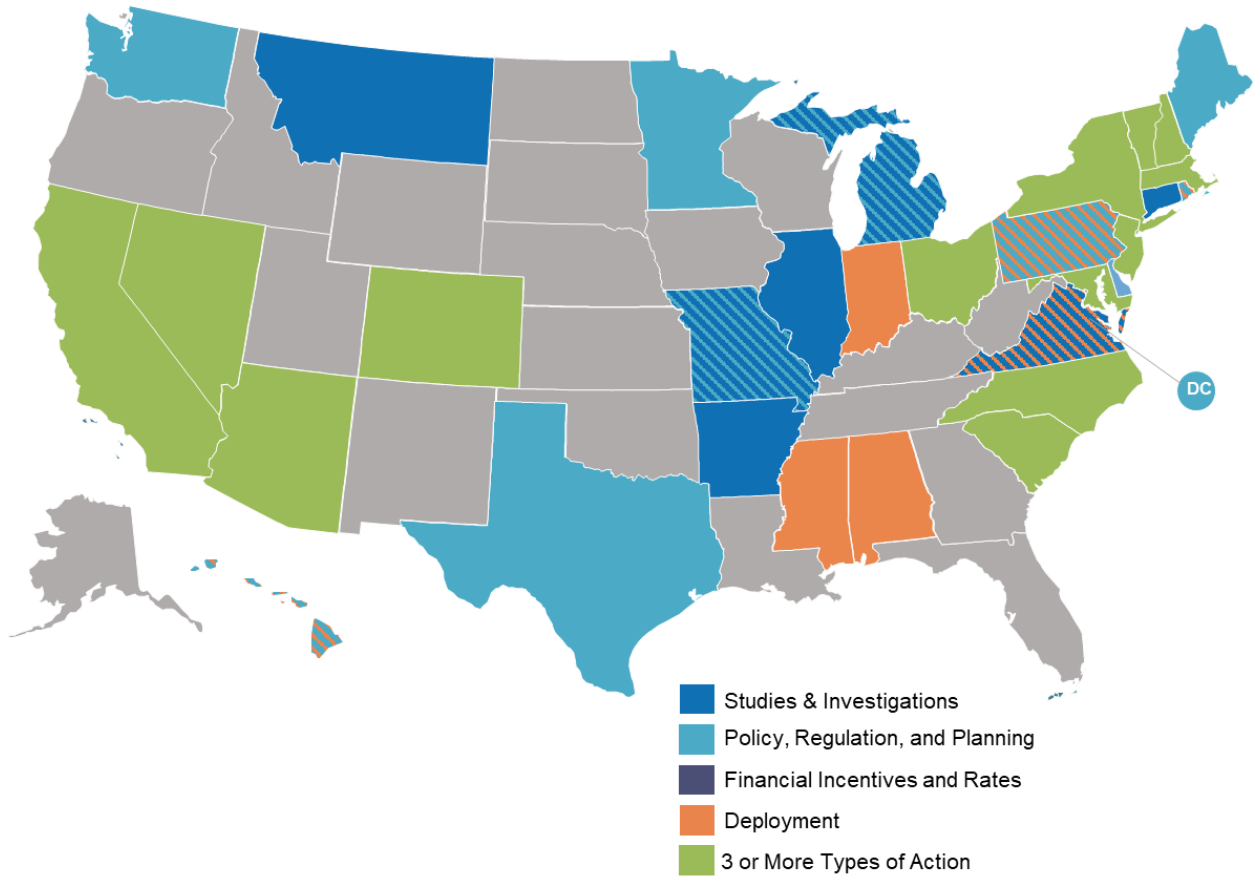 DC
Studies & Investigations
Policy, Regulation, and Planning
Financial Incentives and Rates
Deployment
3 or More Types of Action